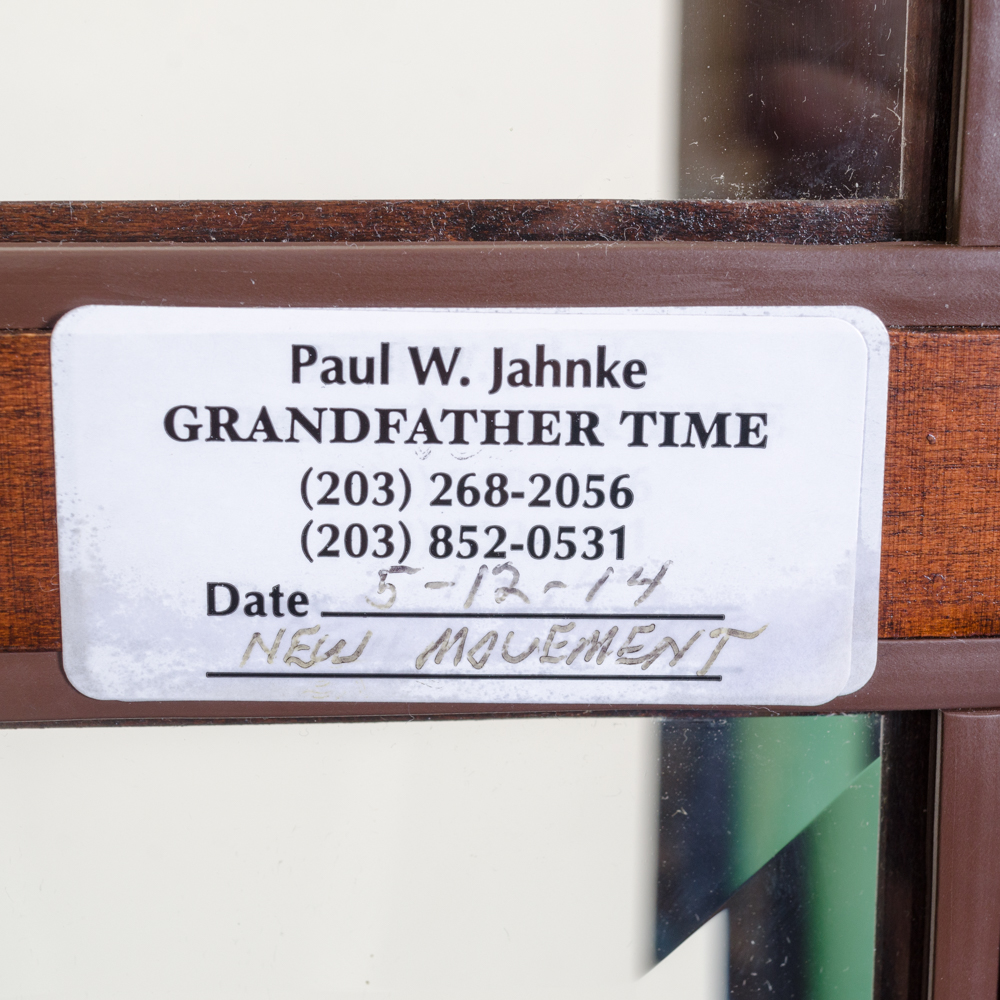 Paul W. Jahnke
GRANDFATHER TIME
(203) 268-2056
(203) 852-0531
Date 5-12-14
NEW MOVEMENT